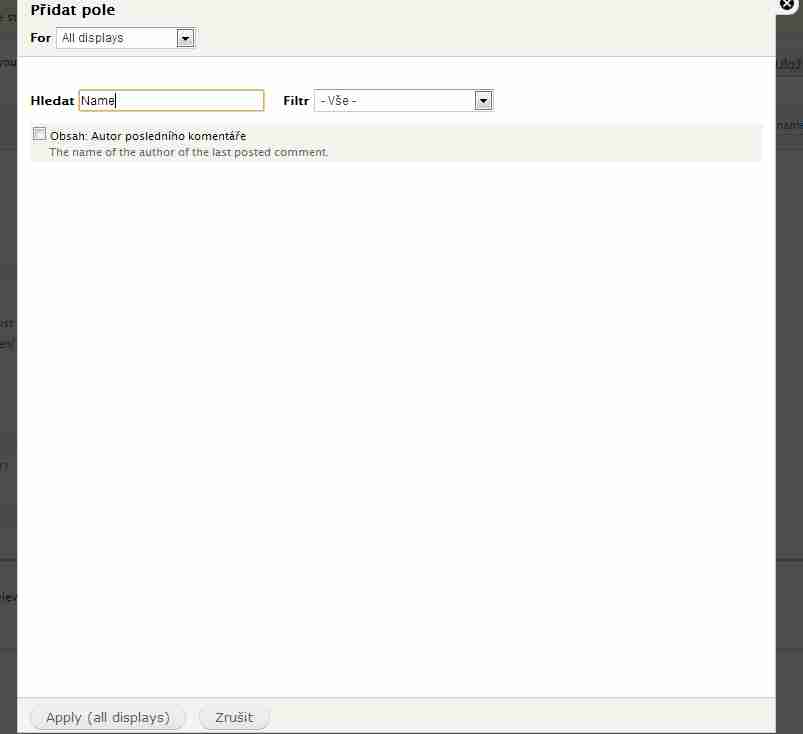 Přidat pole
For All displays
Hledat Name Filtr - Vše -
Obsah: Autor posledního komentáře
The name of the author of the last posted comment.
Apply (all displays) Zrušit